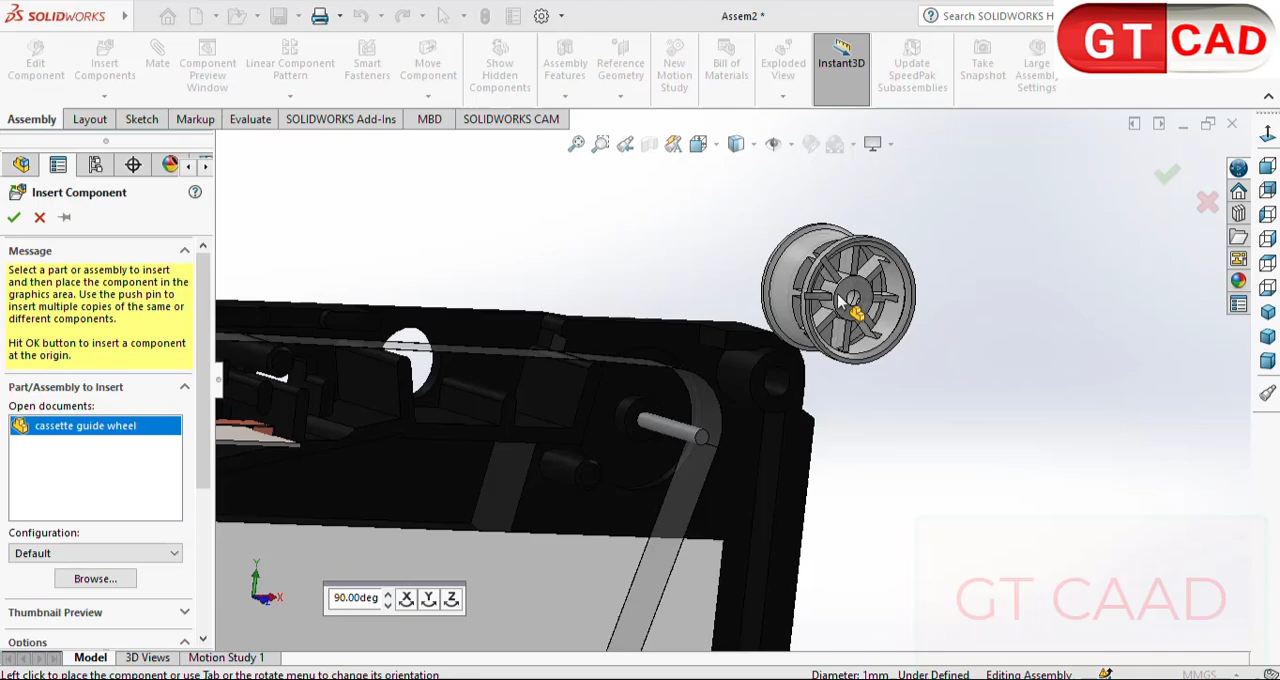 SOLIDWORKS
Assem2 *
Search SOLIDWORKS H
GT CAD
Edit Component
Insert Components
Mate
Component Preview Window
Linear Component Pattern
Smart Fasteners
Move Component
Show Hidden Components
Assembly Features
Reference Geometry
New Motion Study
Bill of Materials
Exploded View
Instant3D
Update SpeedPak Subassemblies
Take Snapshot
Large Assembly Settings
Assembly Layout Sketch Markup Evaluate SOLIDWORKS Add-Ins MBD SOLIDWORKS CAM
Insert Component
Message
Select a part or assembly to insert
and then place the component in the
graphics area. Use the push pin to
insert multiple copies of the same or
different components.
Hit OK button to insert a component
at the origin.
Part/Assembly to Insert
Open documents:
cassette guide wheel
Configuration:
Default
Browse...
Thumbnail Preview
Options
Y
X
90.00deg X Y Z
GT CAAD
Model 3D Views Motion Study 1
Left click to place the component or use Tab or the rotate menu to change its orientation
Diameter: 1mm Under Defined Editing Assembly MMGS